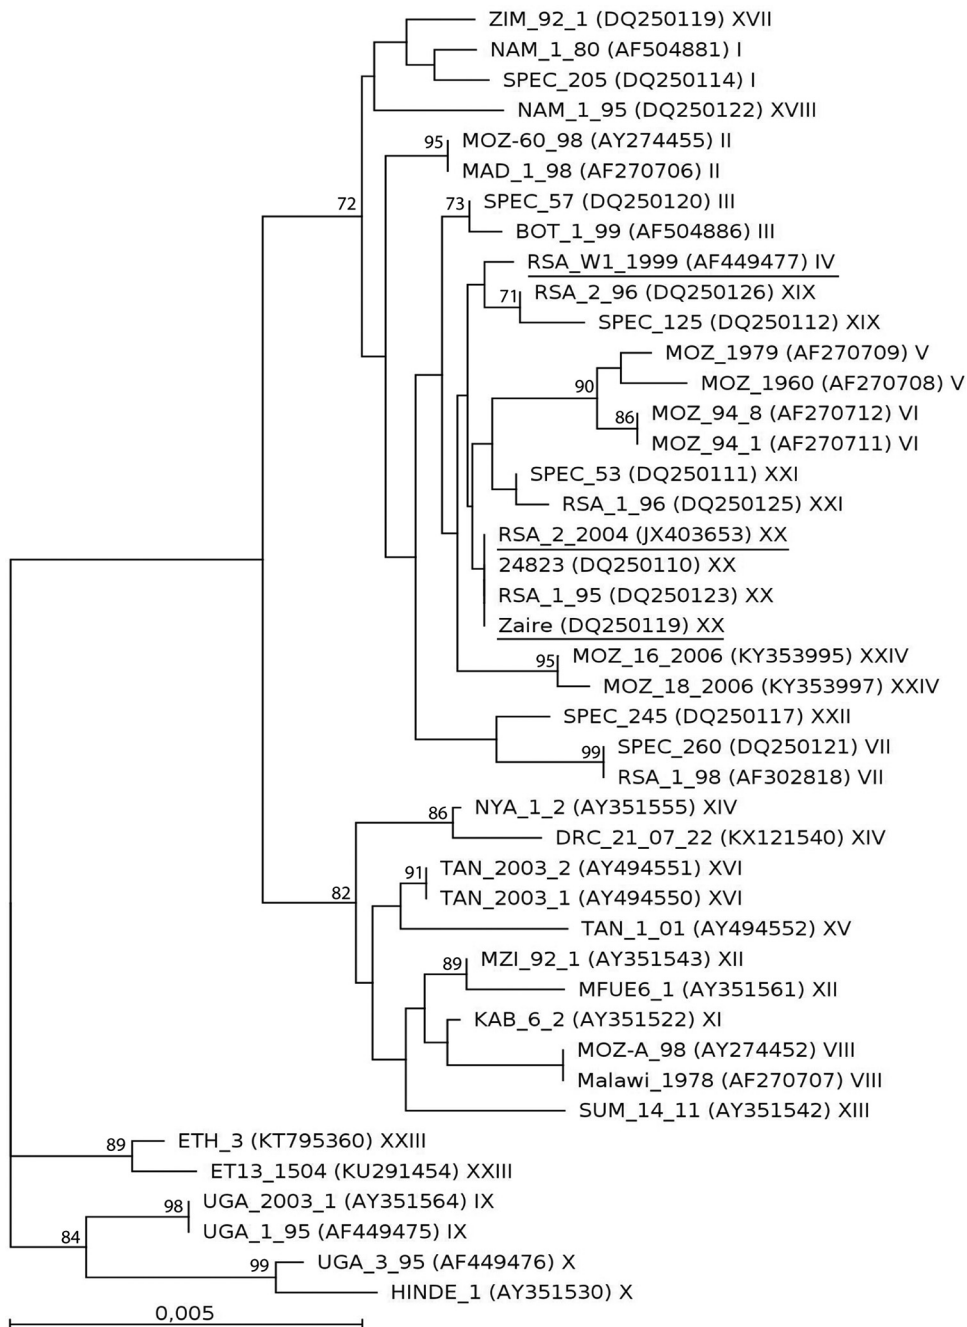 ZIM_92_1 (DQ250119) XVII
NAM_1_80 (AF504881) I
SPEC_205 (DQ250114) I
NAM_1_95 (DQ250122) XVIII
95 MOZ-60_98 (AY274455) II
MAD_1_98 (AF270706) II
72 73 SPEC_57 (DQ250120) III
BOT_1_99 (AF504886) III
RSA_W1_1999 (AF449477) IV
71 RSA_2_96 (DQ250126) XIX
SPEC_125 (DQ250112) XIX
MOZ_1979 (AF270709) V
90 MOZ_1960 (AF270708) V
86 MOZ_94_8 (AF270712) VI
MOZ_94_1 (AF270711) VI
SPEC_53 (DQ250111) XXI
RSA_1_96 (DQ250125) XXI
RSA_2_2004 (JX403653) XX
24823 (DQ250110) XX
RSA_1_95 (DQ250123) XX
Zaire (DQ250119) XX
95 MOZ_16_2006 (KY353995) XXIV
MOZ_18_2006 (KY353997) XXIV
SPEC_245 (DQ250117) XXII
99 SPEC_260 (DQ250121) VII
RSA_1_98 (AF302818) VII
86 NYA_1_2 (AY351555) XIV
DRC_21_07_22 (KX121540) XIV
91 TAN_2003_2 (AY494551) XVI
82 TAN_2003_1 (AY494550) XVI
TAN_1_01 (AY494552) XV
89 MZI_92_1 (AY351543) XII
MFUE6_1 (AY351561) XII
KAB_6_2 (AY351522) XI
MOZ-A_98 (AY274452) VIII
Malawi_1978 (AF270707) VIII
SUM_14_11 (AY351542) XIII
89 ETH_3 (KT795360) XXIII
ET13_1504 (KU291454) XXIII
98 UGA_2003_1 (AY351564) IX
84 UGA_1_95 (AF449475) IX
99 UGA_3_95 (AF449476) X
HINDE_1 (AY351530) X
0,005